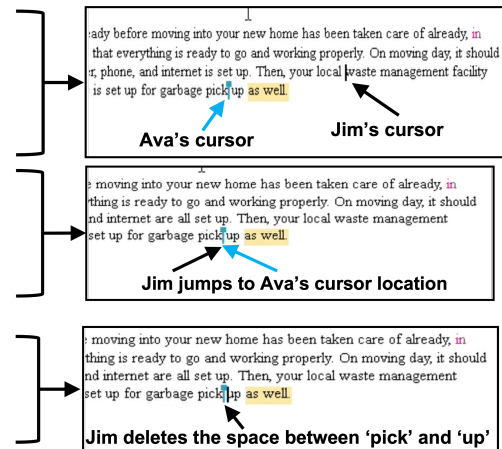 ady before moving into your new home has been taken care of already, in
that everything is ready to go and working properly. On moving day, it should
er, phone, and internet is set up. Then, your local waste management facility
is set up for garbage pick up as well.
Ava's cursor
Jim's cursor
e moving into your new home has been taken care of already, in
ything is ready to go and working properly. On moving day, it should
nd internet are all set up. Then, your local waste management
set up for garbage pick up as well.
Jim jumps to Ava's cursor location
moving into your new home has been taken care of already, in
thing is ready to go and working properly. On moving day, it should
nd internet are all set up. Then, your local waste management
set up for garbage pick up as well.
Jim deletes the space between 'pick' and 'up'